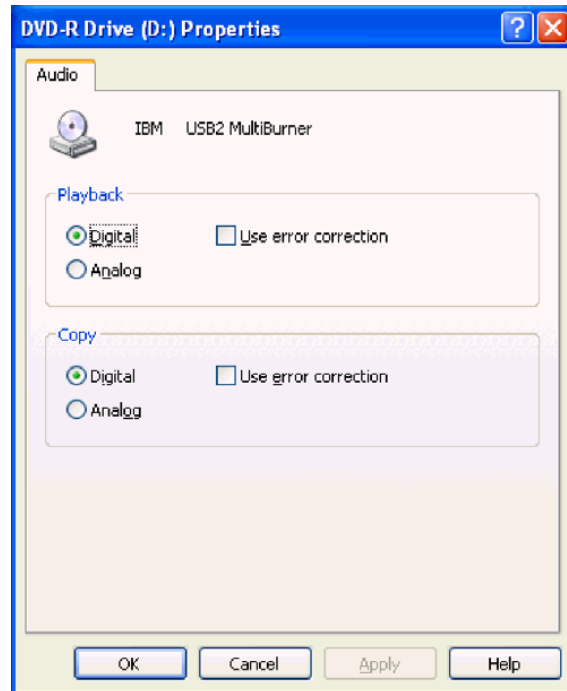 DVD-R Drive (D:) Properties
Audio
IBM USB2 MultiBurner
Playback
Digital Use error correction
Analog
Copy
Digital Use error correction
Analog
OK Cancel Apply Help